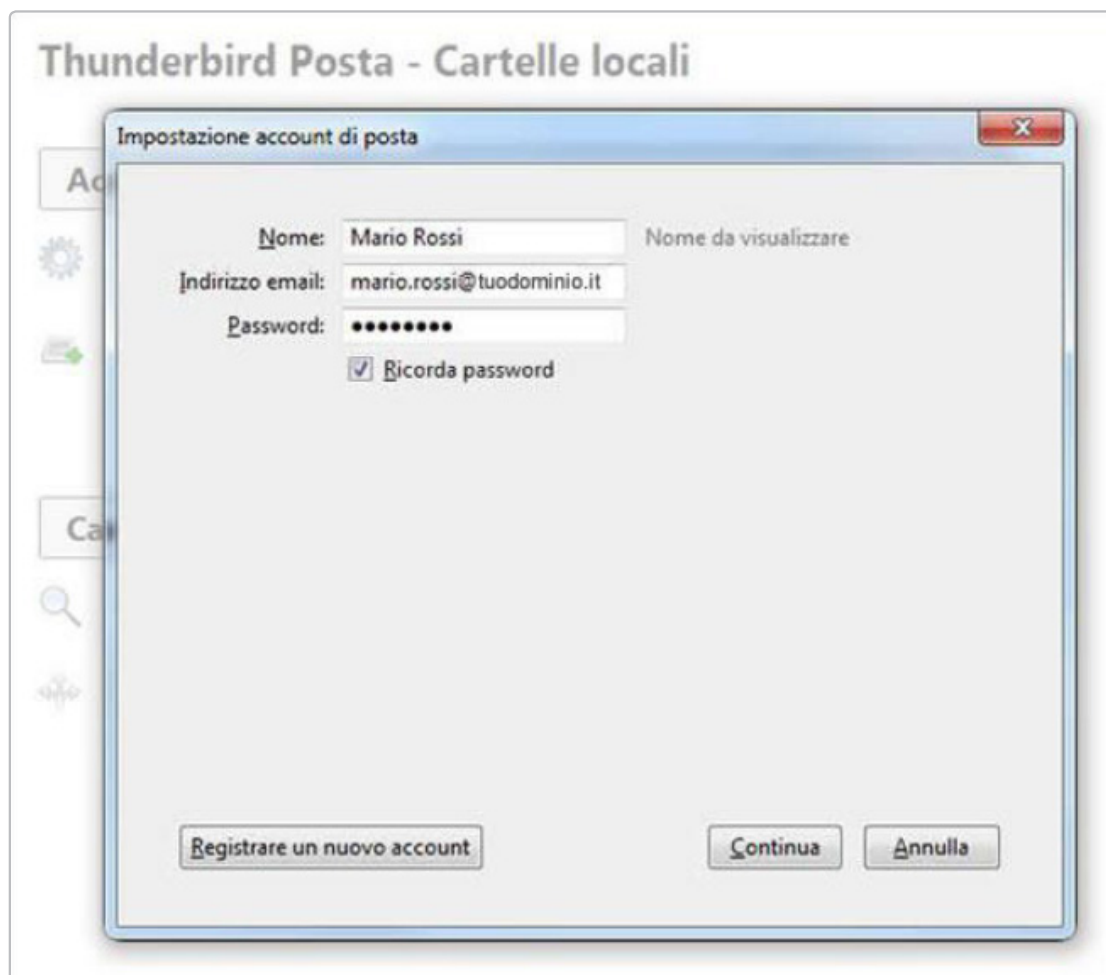 Thunderbird Posta - Cartelle locali
Impostazione account di posta
Nome: Mario Rossi Nome da visualizzare
Indirizzo email: mario.rossi@tuodominio.it
Password: ●●●●●●●●
Ricorda password
Registrare un nuovo account Continua Annulla